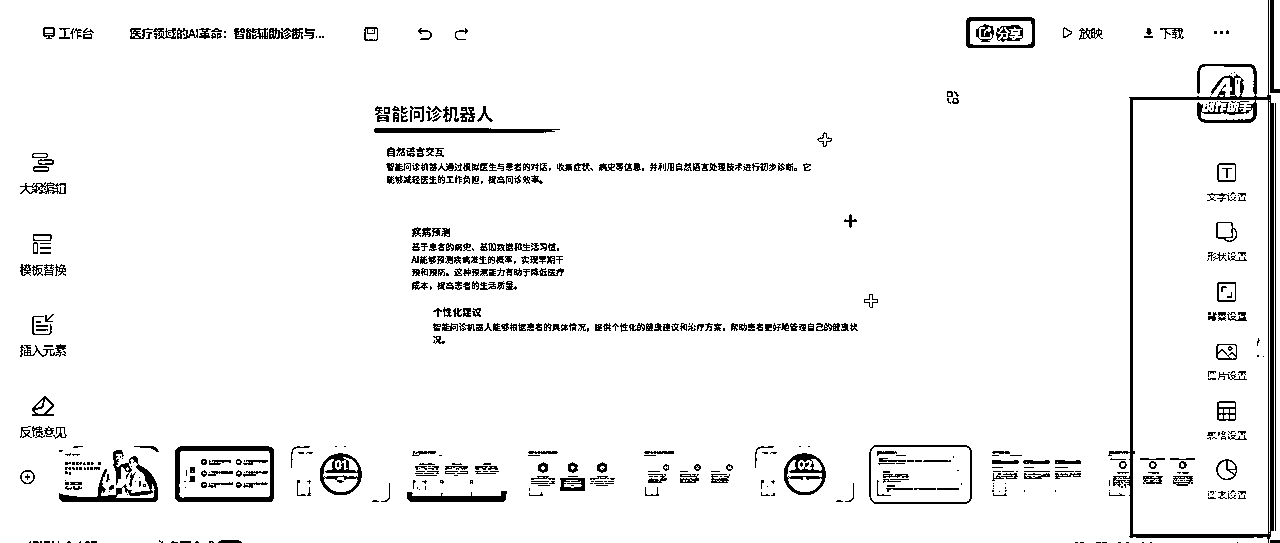 工作台
医疗领域的AI革命：智能辅助诊断与...
分享
放映
下载
AI
创作助手
智能问诊机器人
自然语言交互
智能问诊机器人通过模拟医生与患者的对话，收集症状、病史等信息，并利用自然语言处理技术进行初步诊断。它
能够减轻医生的工作负担，提高问诊效率。
疾病预测
基于患者的病史、基因数据和生活习惯，
AI能够预测疾病发生的概率，实现早期干
预和预防。这种预测能力有助于降低医疗
成本，提高患者的生活质量。
个性化建议
智能问诊机器人能够根据患者的具体情况，提供个性化的健康建议和治疗方案，帮助患者更好地管理自己的健康状
况。
大纲编辑
模板替换
插入元素
反馈意见
文字设置
形状设置
背景设置
图片设置
表格设置
图表设置
01
02